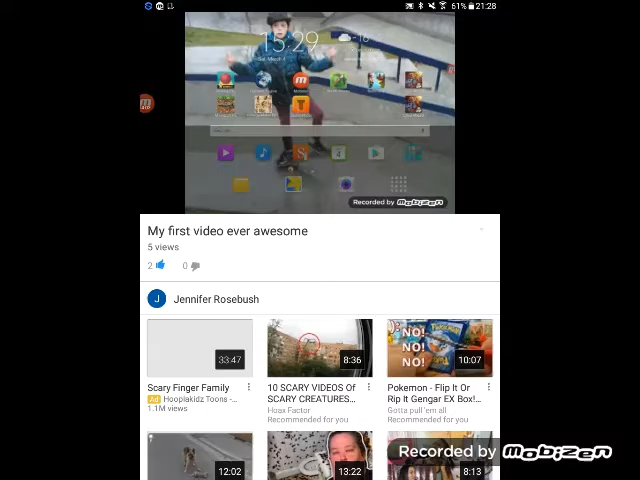 61% 21:28
15:29
Recorded by mobizen
My first video ever awesome
5 views
2 0
J Jennifer Rosebush
33:47
8:36
NO!
NO!
NO!
10:07
Scary Finger Family
Ad Hooplakidz Toons -...
1.1M views
10 SCARY VIDEOS Of
SCARY CREATURES...
Hoax Factor
Recommended for you
Pokemon - Flip It Or
Rip It Gengar EX Box!...
Gotta pull 'em all
Recommended for you
12:02
13:22
8:13
Recorded by mobizen